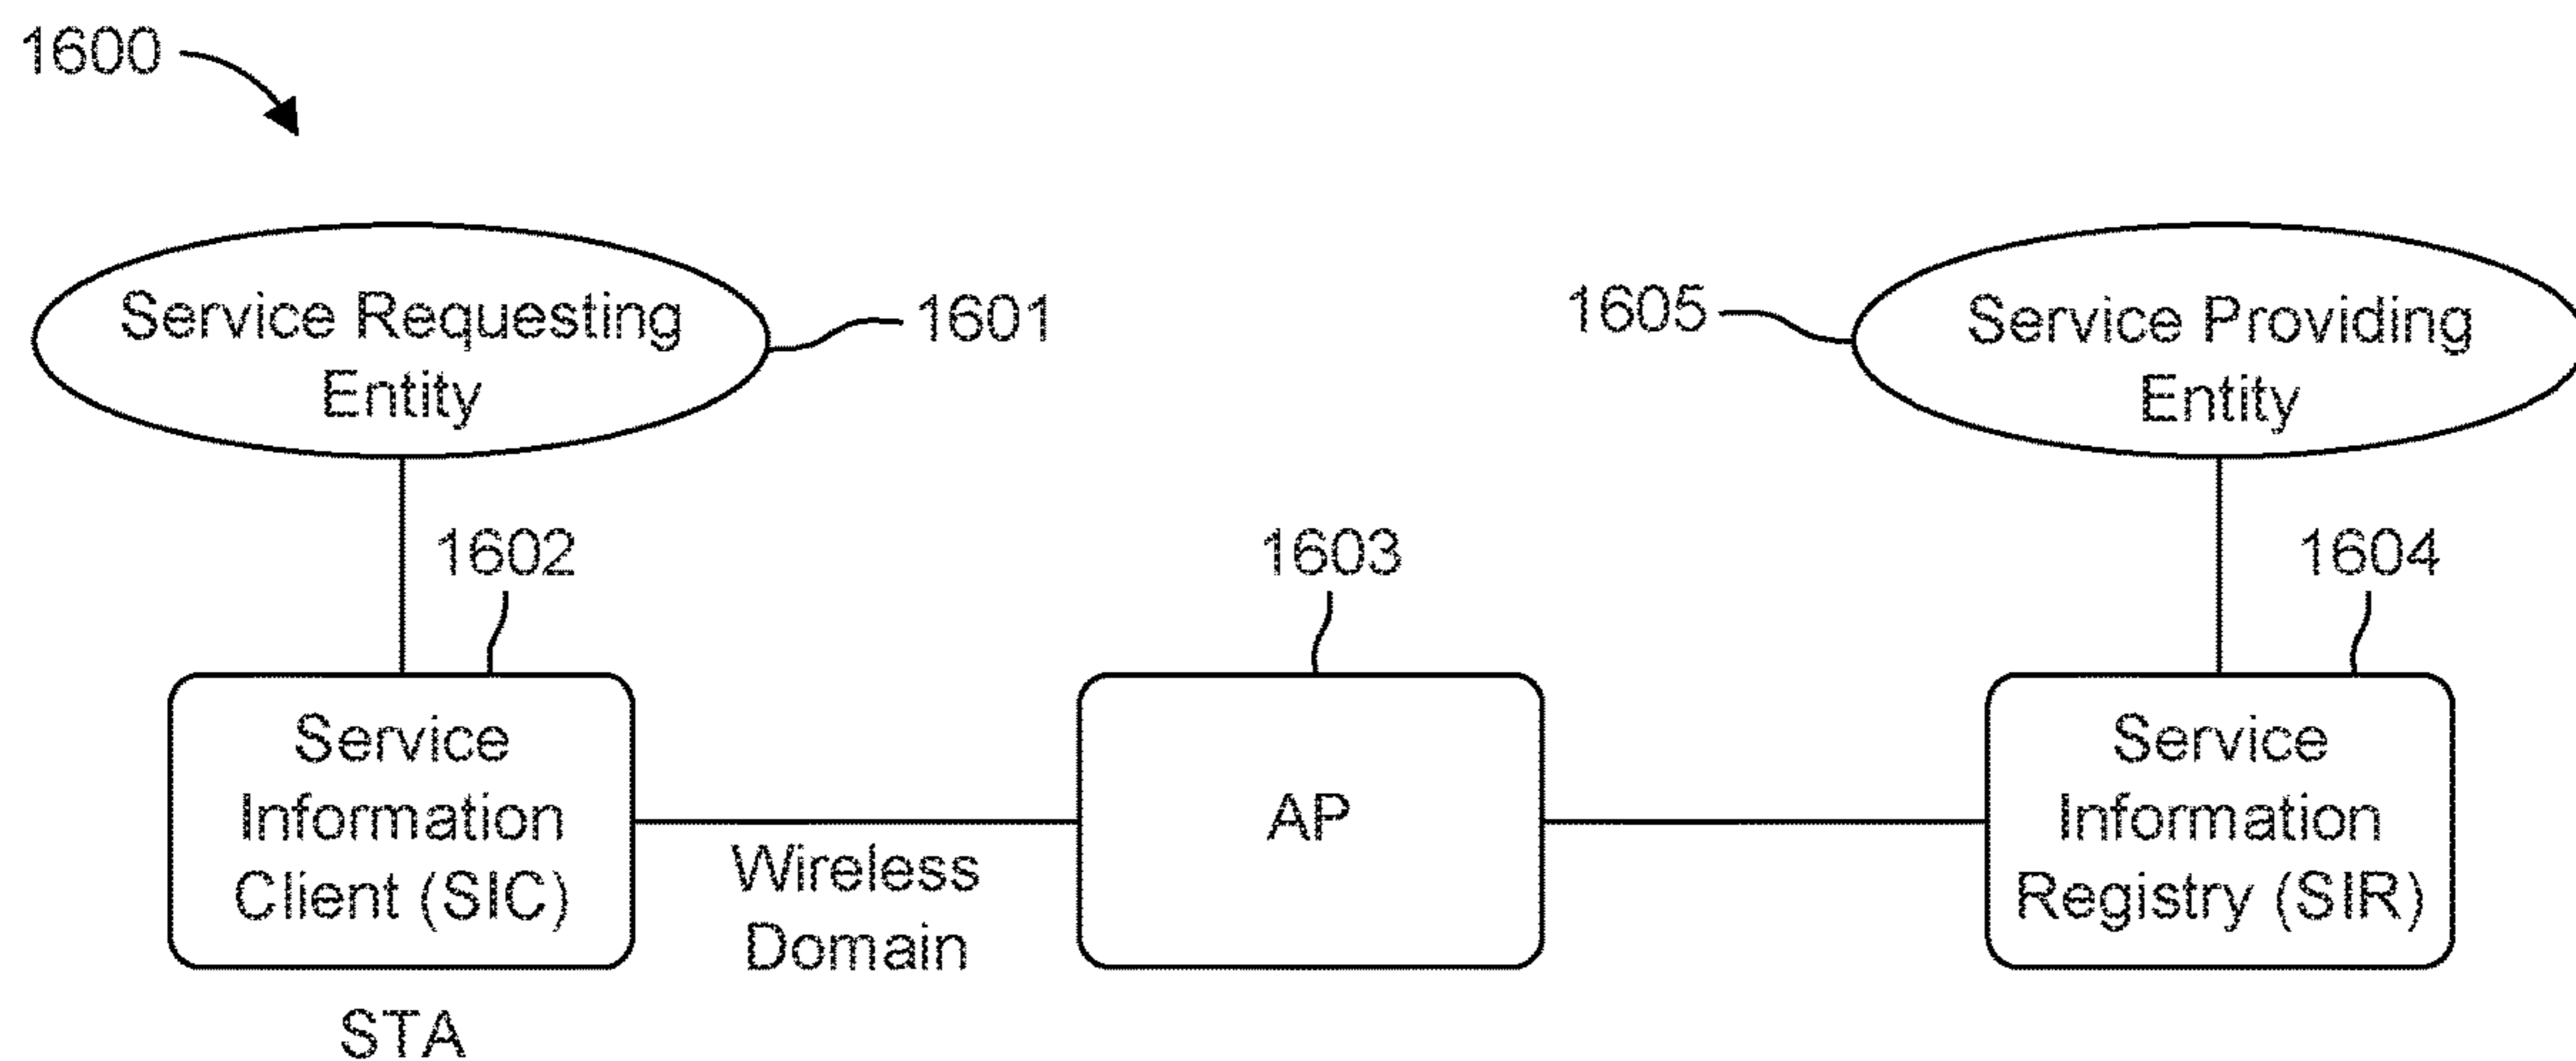 1600
Service Requesting
Entity
1601
1605
Service Providing
Entity
1602
1603
1604
Service
Information
Client (SIC)
Wireless
Domain
AP
Service
Information
Registry (SIR)
STA